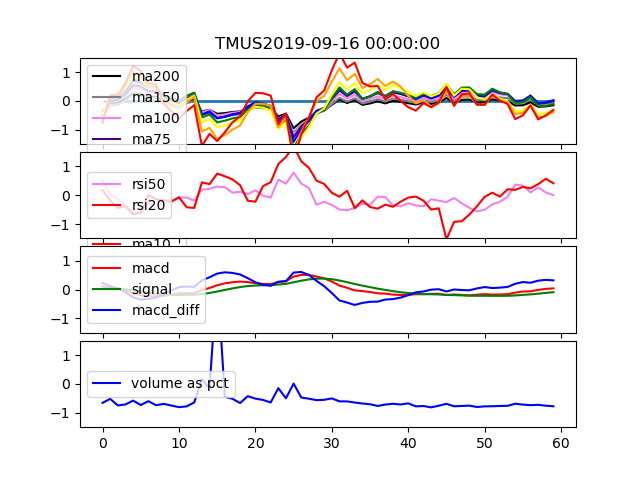 TMUS2019-09-16 00:00:00
1
0
−1
ma200
ma150
ma100
ma75
1
0
−1
rsi50
rsi20
ma10
1
0
−1
macd
signal
macd_diff
1
0
−1
volume as pct
0 10 20 30 40 50 60